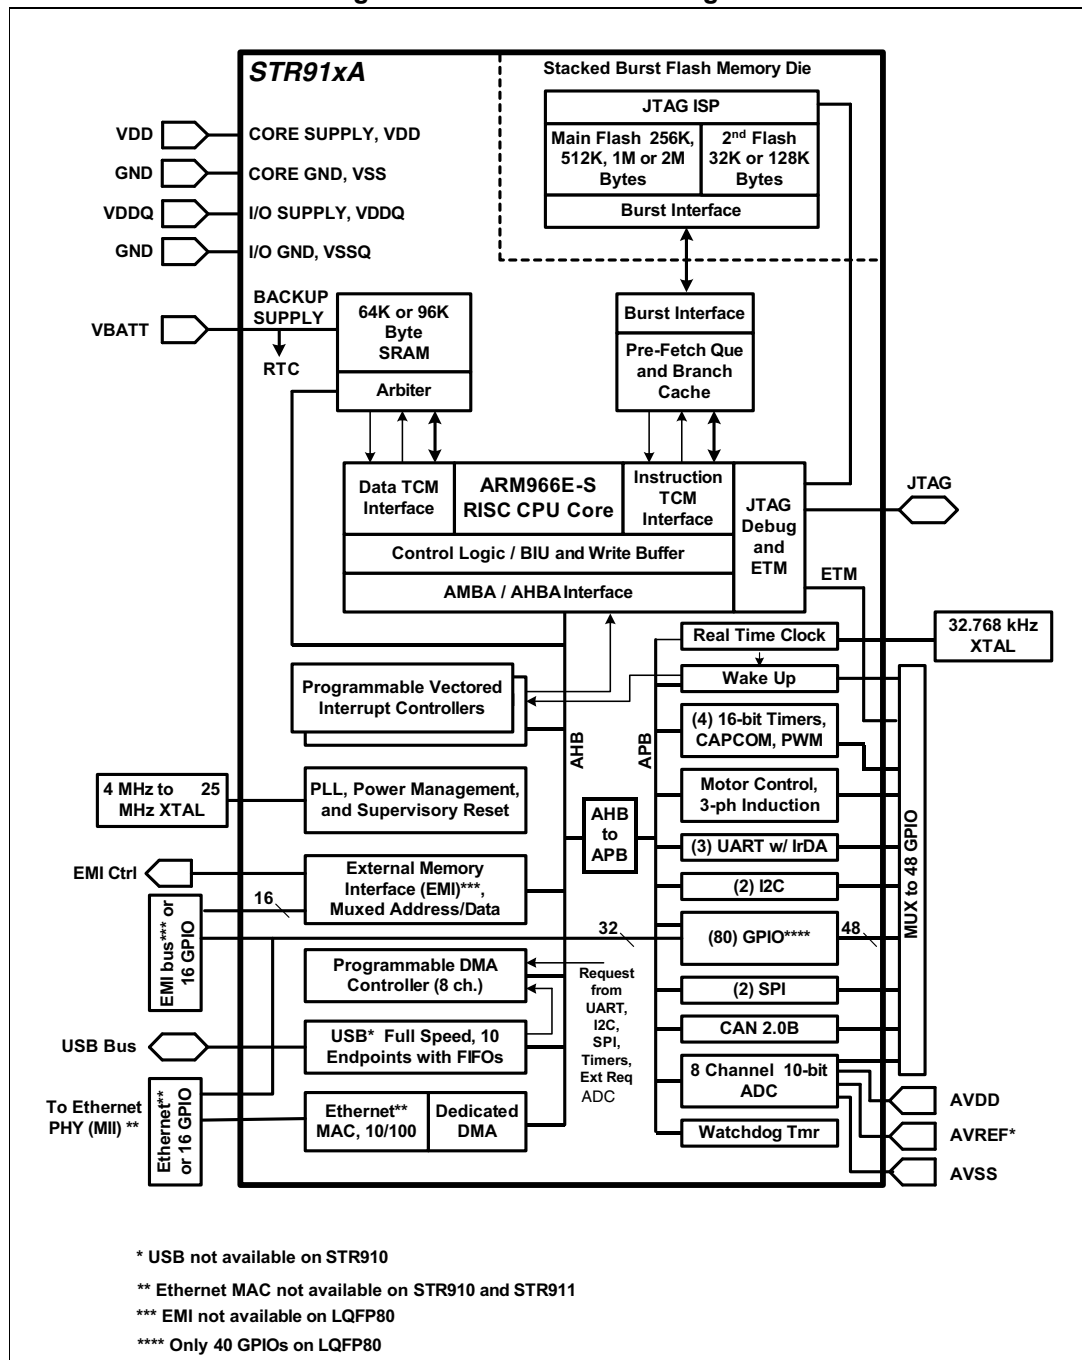 STR91xA
Stacked Burst Flash Memory Die
JTAG ISP
Main Flash 256K,
512K, 1M or 2M
Bytes
2nd Flash
32K or 128K
Bytes
Burst Interface
VDD
CORE SUPPLY, VDD
GND
CORE GND, VSS
VDDQ
I/O SUPPLY, VDDQ
GND
I/O GND, VSSQ
VBATT
BACKUP
SUPPLY
RTC
64K or 96K
Byte
SRAM
Arbiter
Burst Interface
Pre-Fetch Que
and Branch
Cache
Data TCM
Interface
ARM966E-S
RISC CPU Core
Instruction
TCM
Interface
JTAG
Debug
and
ETM
Control Logic / BIU and Write Buffer
AMBA / AHBA Interface
JTAG
ETM
32.768 kHz
XTAL
Real Time Clock
Wake Up
Programmable Vectored
Interrupt Controllers
AHB
APB
(4) 16-bit Timers,
CAPCOM, PWM
4 MHz to 25
MHz XTAL
PLL, Power Management,
and Supervisory Reset
AHB
to
APB
Motor Control,
3-ph Induction
(3) UART w/ IrDA
(2) I2C
MUX to 48 GPIO
EMI Ctrl
External Memory
Interface (EMI)***,
Muxed Address/Data
16
EMI bus*** or
16 GPIO
32
(80) GPIO****
48
Programmable DMA
Controller (8 ch.)
Request
from
UART,
I2C,
SPI,
Timers,
Ext Req
ADC
(2) SPI
CAN 2.0B
USB Bus
USB* Full Speed, 10
Endpoints with FIFOs
8 Channel 10-bit
ADC
To Ethernet
PHY (MII) **
Ethernet**
or 16 GPIO
Ethernet**
MAC, 10/100
Dedicated
DMA
Watchdog Tmr
AVDD
AVREF*
AVSS
* USB not available on STR910
** Ethernet MAC not available on STR910 and STR911
*** EMI not available on LQFP80
**** Only 40 GPIOs on LQFP80